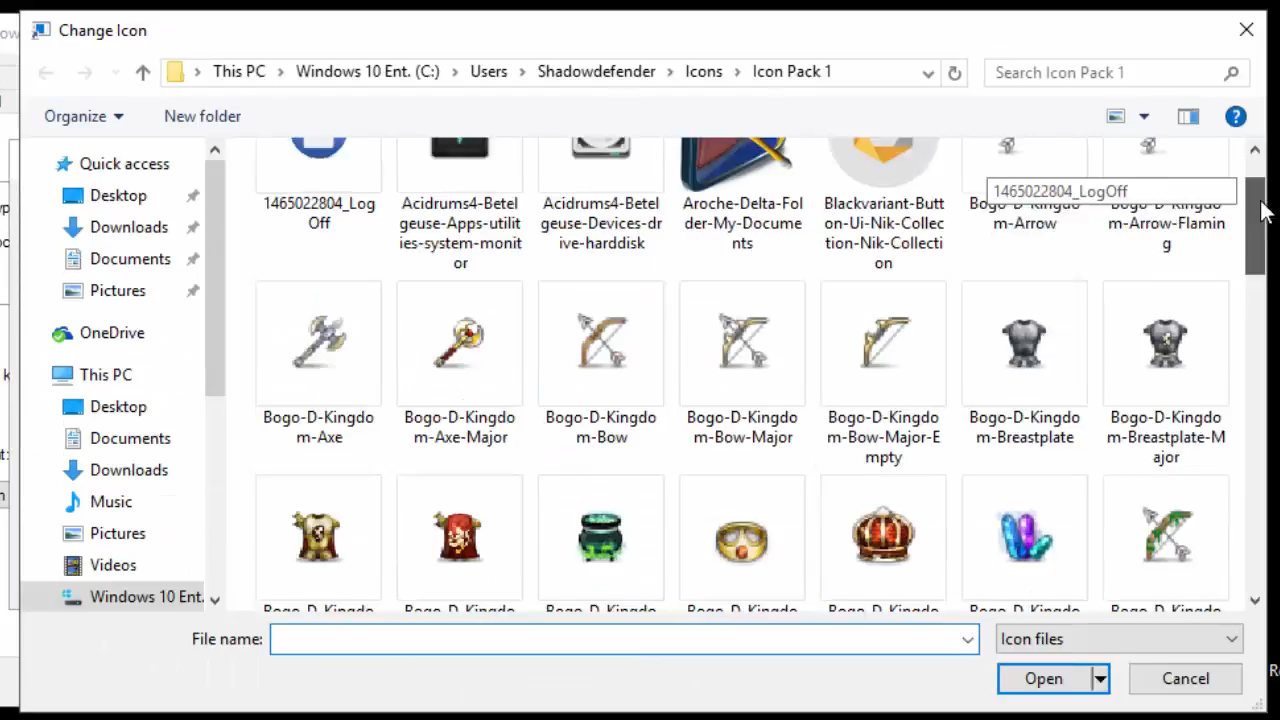 ow
Change Icon
This PC > Windows 10 Ent. (C:) > Users > Shadowdefender > Icons > Icon Pack 1
Search Icon Pack 1
Organize
New folder
Quick access
Desktop
Downloads
Documents
Pictures
OneDrive
This PC
Desktop
Documents
Downloads
Music
Pictures
Videos
Windows 10 Ent.
1465022804_Log
Off
Acidrums4-Betel
geuse-Apps-utilit
ies-system-monit
or
Acidrums4-Betel
geuse-Devices-dr
ive-harddisk
Aroche-Delta-Fol
der-My-Docume
nts
Blackvariant-Butt
on-Ui-Nik-Collec
tion-Nik-Collecti
on
m-Arrow
m-Arrow-Flamin
g
1465022804_LogOff
Bogo-D-Kingdo
m-Axe
Bogo-D-Kingdo
m-Axe-Major
Bogo-D-Kingdo
m-Bow
Bogo-D-Kingdo
m-Bow-Major
Bogo-D-Kingdo
m-Bow-Major-E
mpty
Bogo-D-Kingdo
m-Breastplate
Bogo-D-Kingdo
m-Breastplate-M
ajor
File name:
Icon files
Open
Cancel